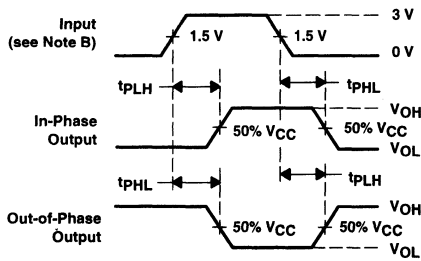 Input
(see Note B)
1.5 V
1.5 V
3 V
0 V
tPLH
tPHL
In-Phase
Output
50% VCC
50% VCC
VOH
VOL
tPHL
tPLH
Out-of-Phase
Output
50% VCC
50% VCC
VOH
VOL